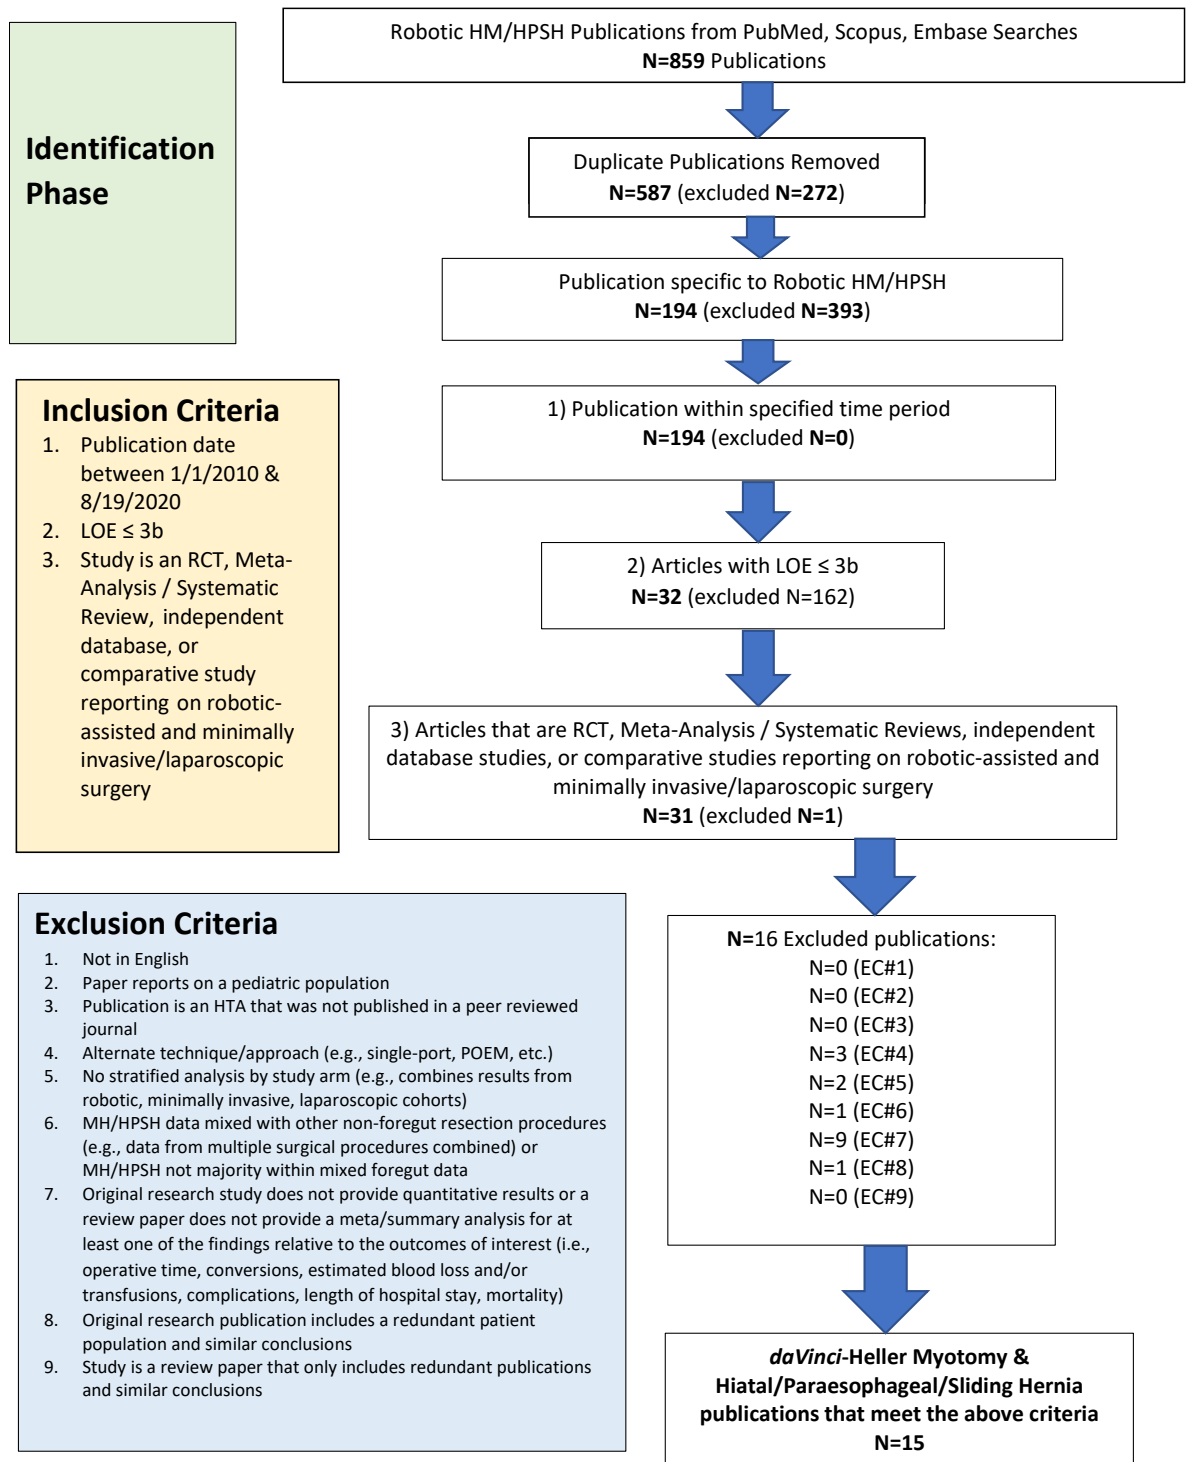 Identification
Phase
Robotic HM/HPSH Publications from PubMed, Scopus, Embase Searches
N=859 Publications
Duplicate Publications Removed
N=587 (excluded N=272)
Publication specific to Robotic HM/HPSH
N=194 (excluded N=393)
1) Publication within specified time period
N=194 (excluded N=0)
2) Articles with LOE ≤ 3b
N=32 (excluded N=162)
3) Articles that are RCT, Meta-Analysis / Systematic Reviews, independent
database studies, or comparative studies reporting on robotic-assisted and
minimally invasive/laparoscopic surgery
N=31 (excluded N=1)
Inclusion Criteria
1. Publication date
between 1/1/2010 &
8/19/2020
2. LOE ≤ 3b
3. Study is an RCT, Meta-
Analysis / Systematic
Review, independent
database, or
comparative study
reporting on robotic-
assisted and minimally
invasive/laparoscopic
surgery
Exclusion Criteria
1. Not in English
2. Paper reports on a pediatric population
3. Publication is an HTA that was not published in a peer reviewed
journal
4. Alternate technique/approach (e.g., single-port, POEM, etc.)
5. No stratified analysis by study arm (e.g., combines results from
robotic, minimally invasive, laparoscopic cohorts)
6. MH/HPSH data mixed with other non-foregut resection procedures
(e.g., data from multiple surgical procedures combined) or
MH/HPSH not majority within mixed foregut data
7. Original research study does not provide quantitative results or a
review paper does not provide a meta/summary analysis for at
least one of the findings relative to the outcomes of interest (i.e.,
operative time, conversions, estimated blood loss and/or
transfusions, complications, length of hospital stay, mortality)
8. Original research publication includes a redundant patient
population and similar conclusions
9. Study is a review paper that only includes redundant publications
and similar conclusions
N=16 Excluded publications:
N=0 (EC#1)
N=0 (EC#2)
N=0 (EC#3)
N=3 (EC#4)
N=2 (EC#5)
N=1 (EC#6)
N=9 (EC#7)
N=1 (EC#8)
N=0 (EC#9)
daVinci-Heller Myotomy &
Hiatal/Paraesophageal/Sliding Hernia
publications that meet the above criteria
N=15